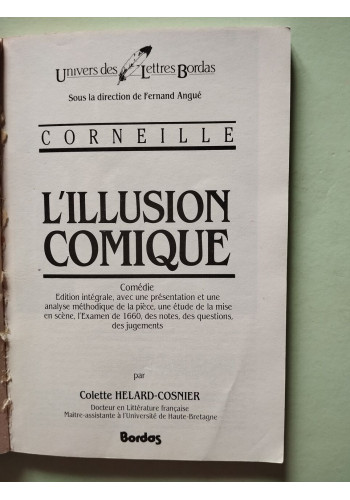 Univers des Lettres Bordas
Sous la direction de Fernand Angué
CORNEILLE
L'ILLUSION
COMIQUE
Comédie
Edition intégrale, avec une présentation et une
analyse méthodique de la pièce, une étude de la mise
en scène, l'Examen de 1660, des notes, des questions,
des jugements
par
Colette HELARD-COSNIER
Docteur en Littérature française
Maitre-assistante à l'Université de Haute-Bretagne
Bordas